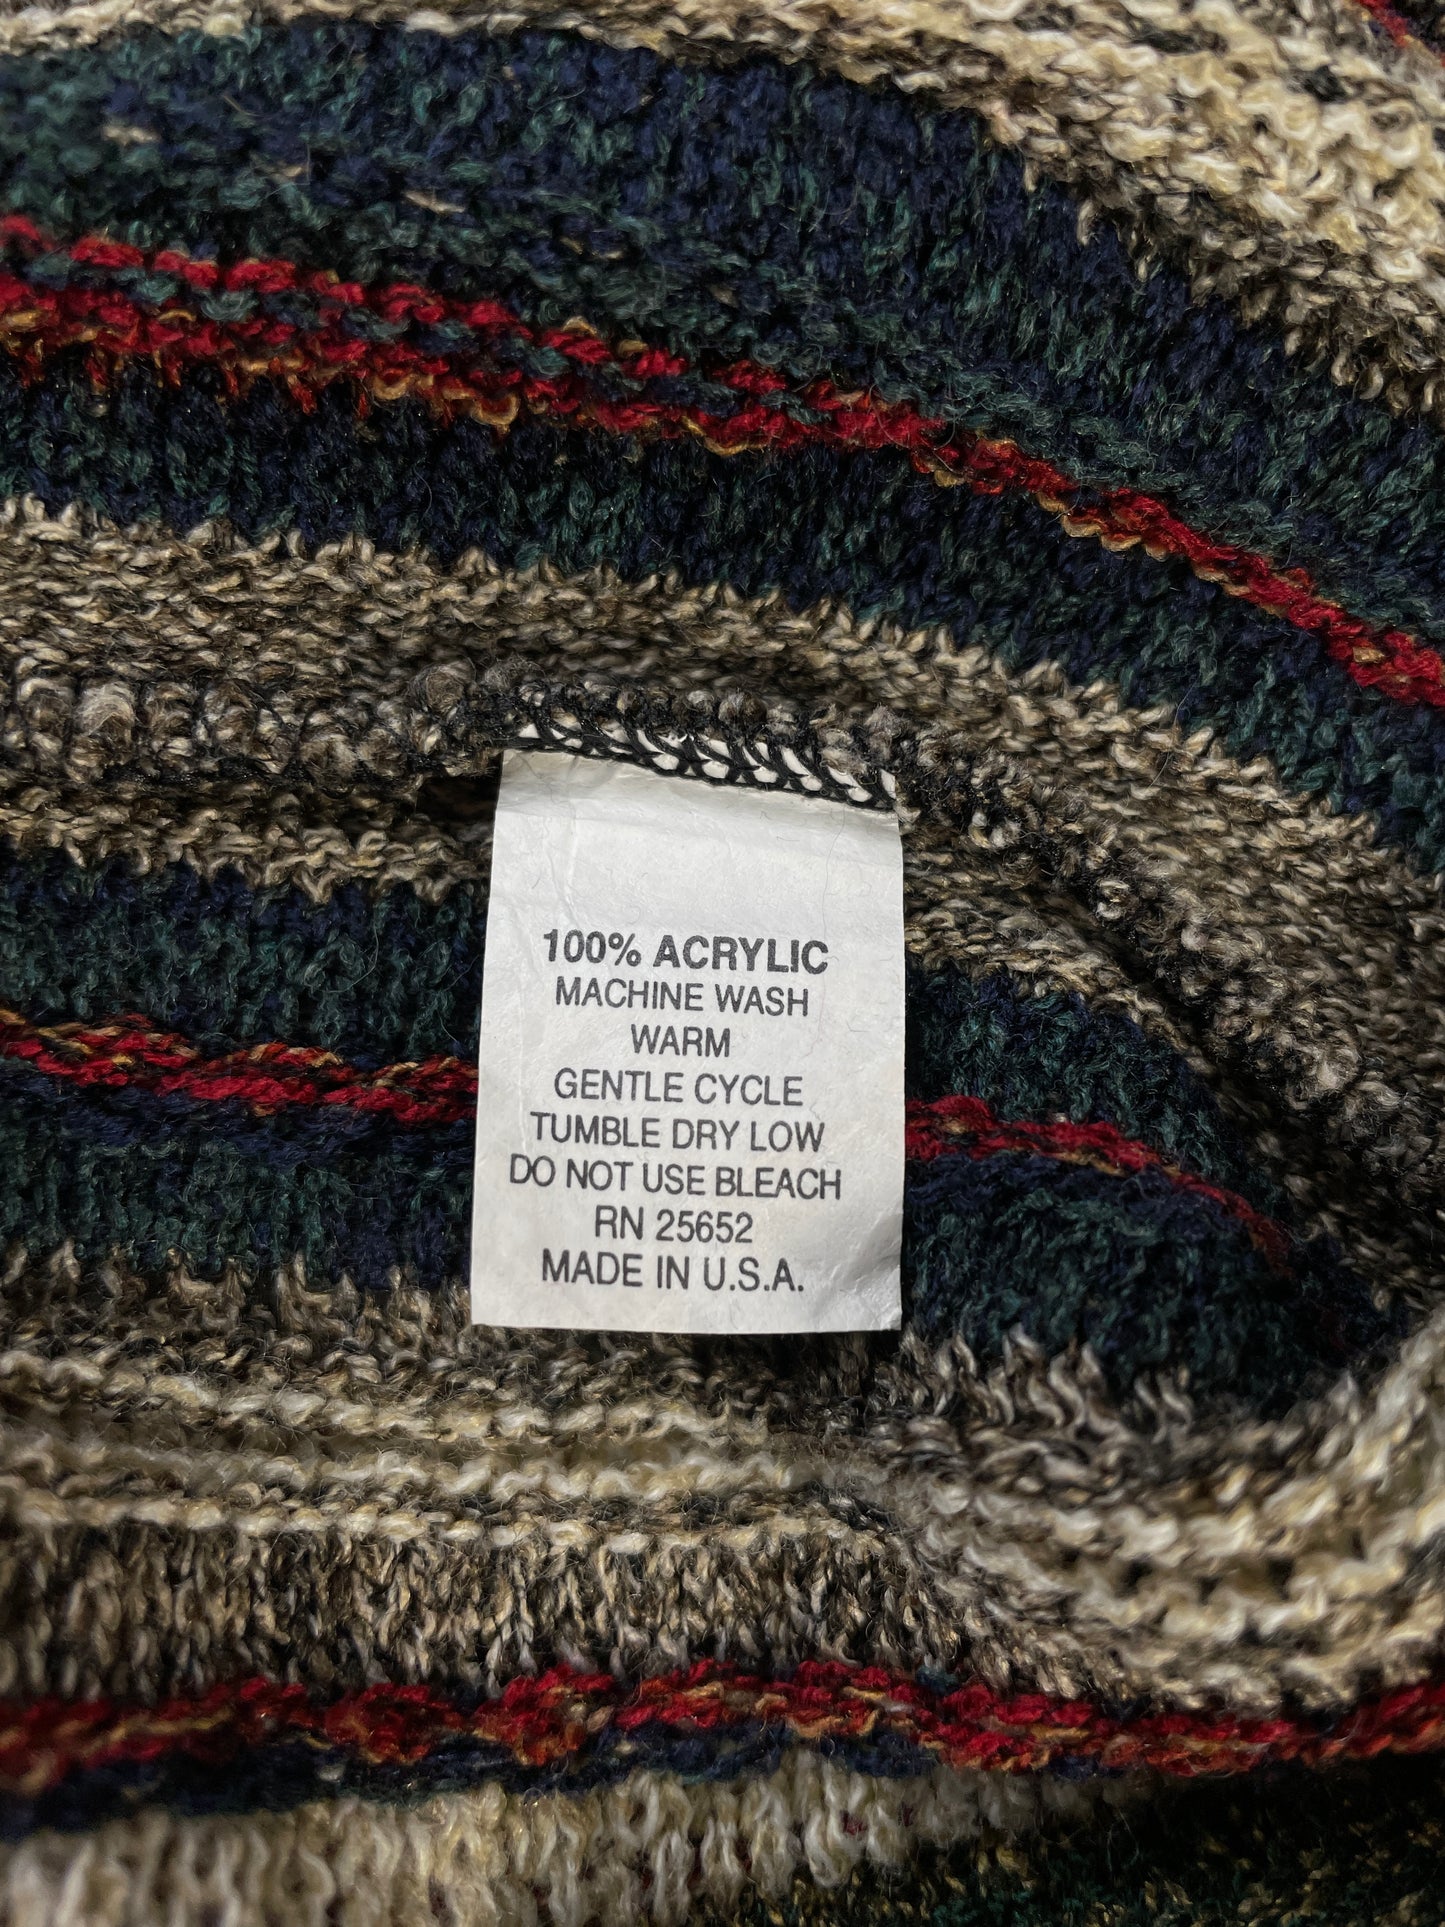 100% ACRYLIC
MACHINE WASH
WARM
GENTLE CYCLE
TUMBLE DRY LOW
DO NOT USE BLEACH
RN 25652
MADE IN U.S.A.